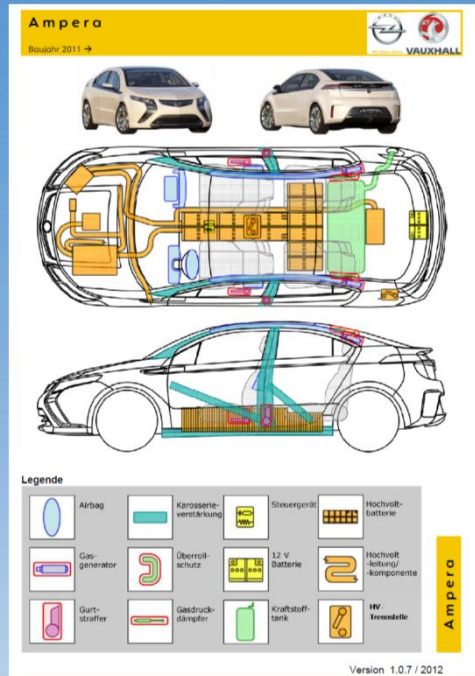 Ampera
Baujahr 2011 →
VAUXHALL
Legende
Airbag
Karosserie-
verstärkung
Steuergerät
Hochvolt-
batterie
Gas-
generator
Überroll-
schutz
12 V
Batterie
Hochvolt
-leitung/
-komponente
Gurt-
straffer
Gasdruck-
dämpfer
Kraftstoff-
tank
HV-
Trennstelle
Ampera
Version 1.0.7 / 2012